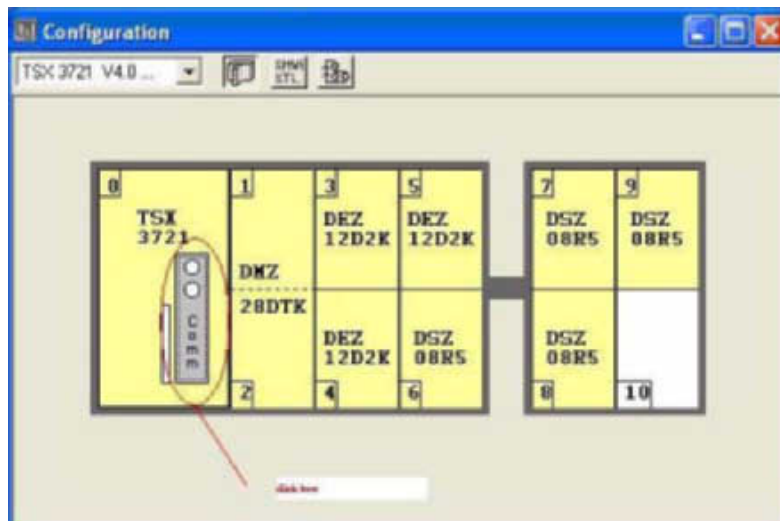 Configuration
TSX 3721 V4.0 ...
0
TSX
3721
Comm
1
DMZ
28DTK
2
3
DEZ
12D2K
DEZ
12D2K
4
5
DEZ
12D2K
DSZ
08R5
6
7
DSZ
08R5
DSZ
08R5
8
9
DSZ
08R5
10
click here